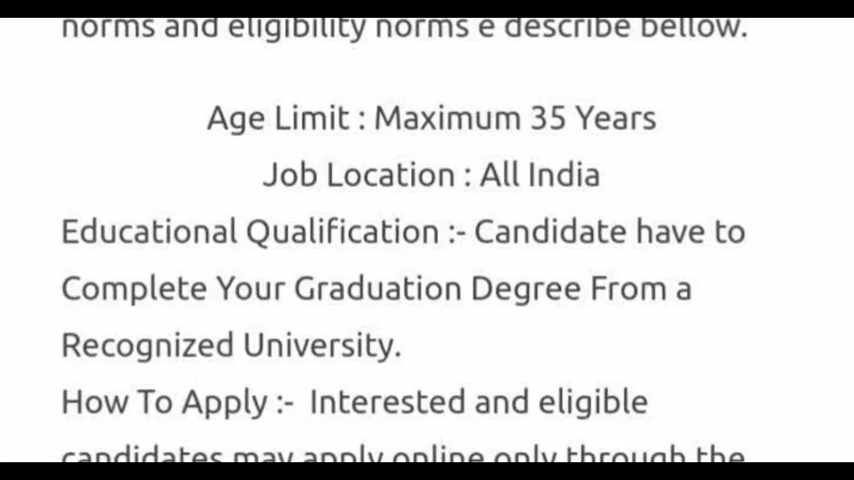 norms and eligibility norms e describe bellow.
Age Limit : Maximum 35 Years
Job Location : All India
Educational Qualification :- Candidate have to
Complete Your Graduation Degree From a
Recognized University.
How To Apply :- Interested and eligible
candidates may apply online only through the